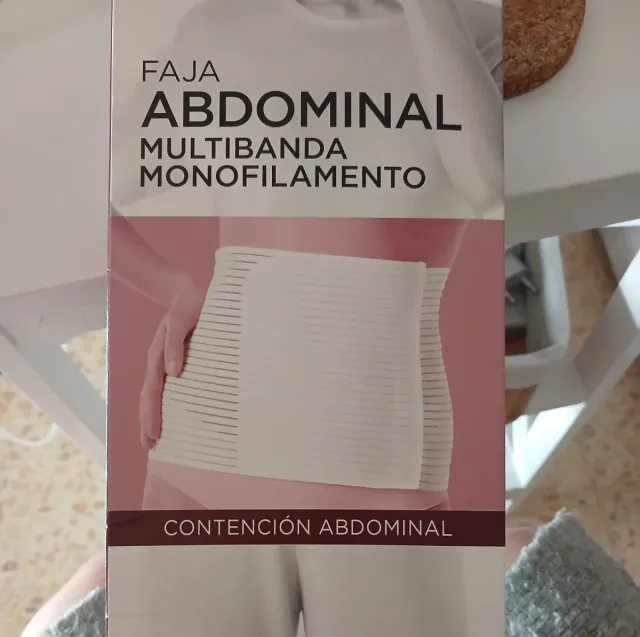 FAJA
ABDOMINAL
MULTIBANDA
MONOFILAMENTO
CONTENCIÓN ABDOMINAL